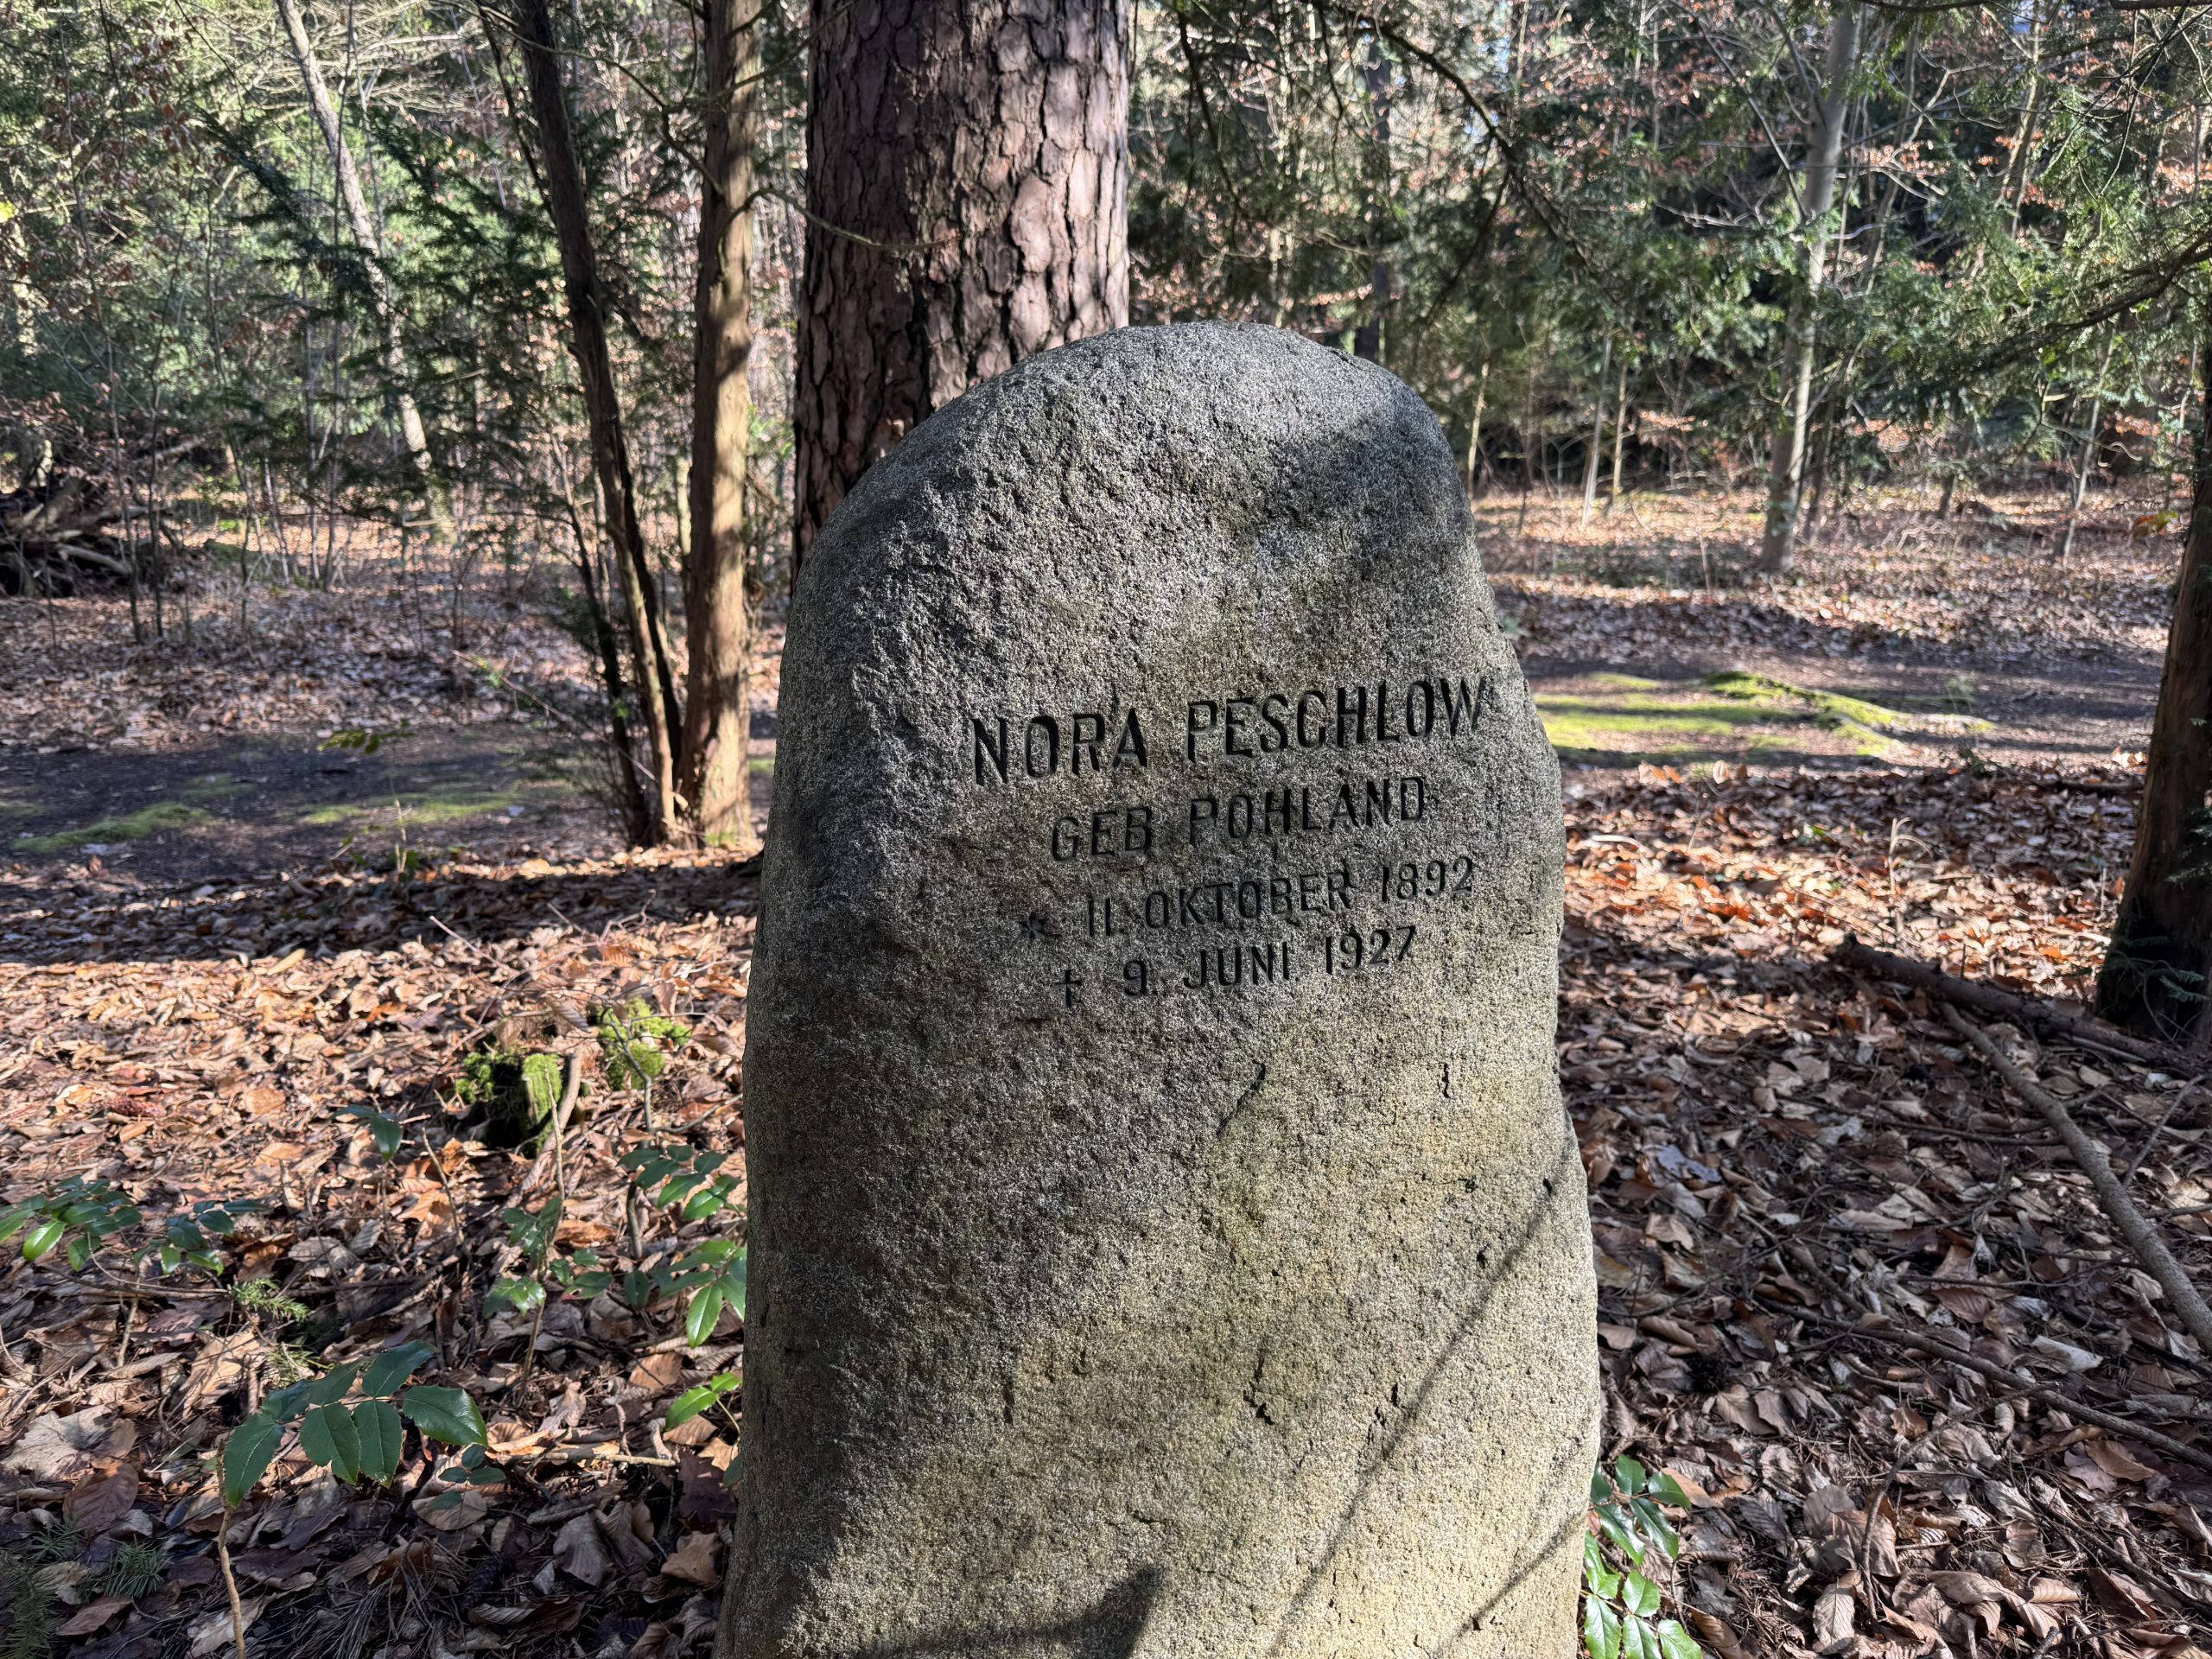 NORA PESCHLOW
GEB POHLAND
* 11. OKTOBER 1892
† 9. JUNI 1927